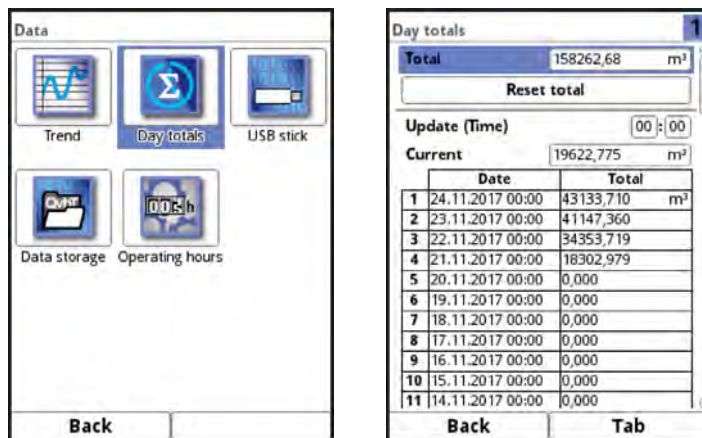 Data
Trend
Day totals
USB stick
QMNT
Data storage
Operating hours
Back
Day totals 1
Total 158262,68 m³
Reset total
Update (Time) 00 : 00
Current 19622,775 m³
Date Total
1 24.11.2017 00:00 43133,710 m³
2 23.11.2017 00:00 41147,360
3 22.11.2017 00:00 34353,719
4 21.11.2017 00:00 18302,979
5 20.11.2017 00:00 0,000
6 19.11.2017 00:00 0,000
7 18.11.2017 00:00 0,000
8 17.11.2017 00:00 0,000
9 16.11.2017 00:00 0,000
10 15.11.2017 00:00 0,000
11 14.11.2017 00:00 0,000
Back Tab